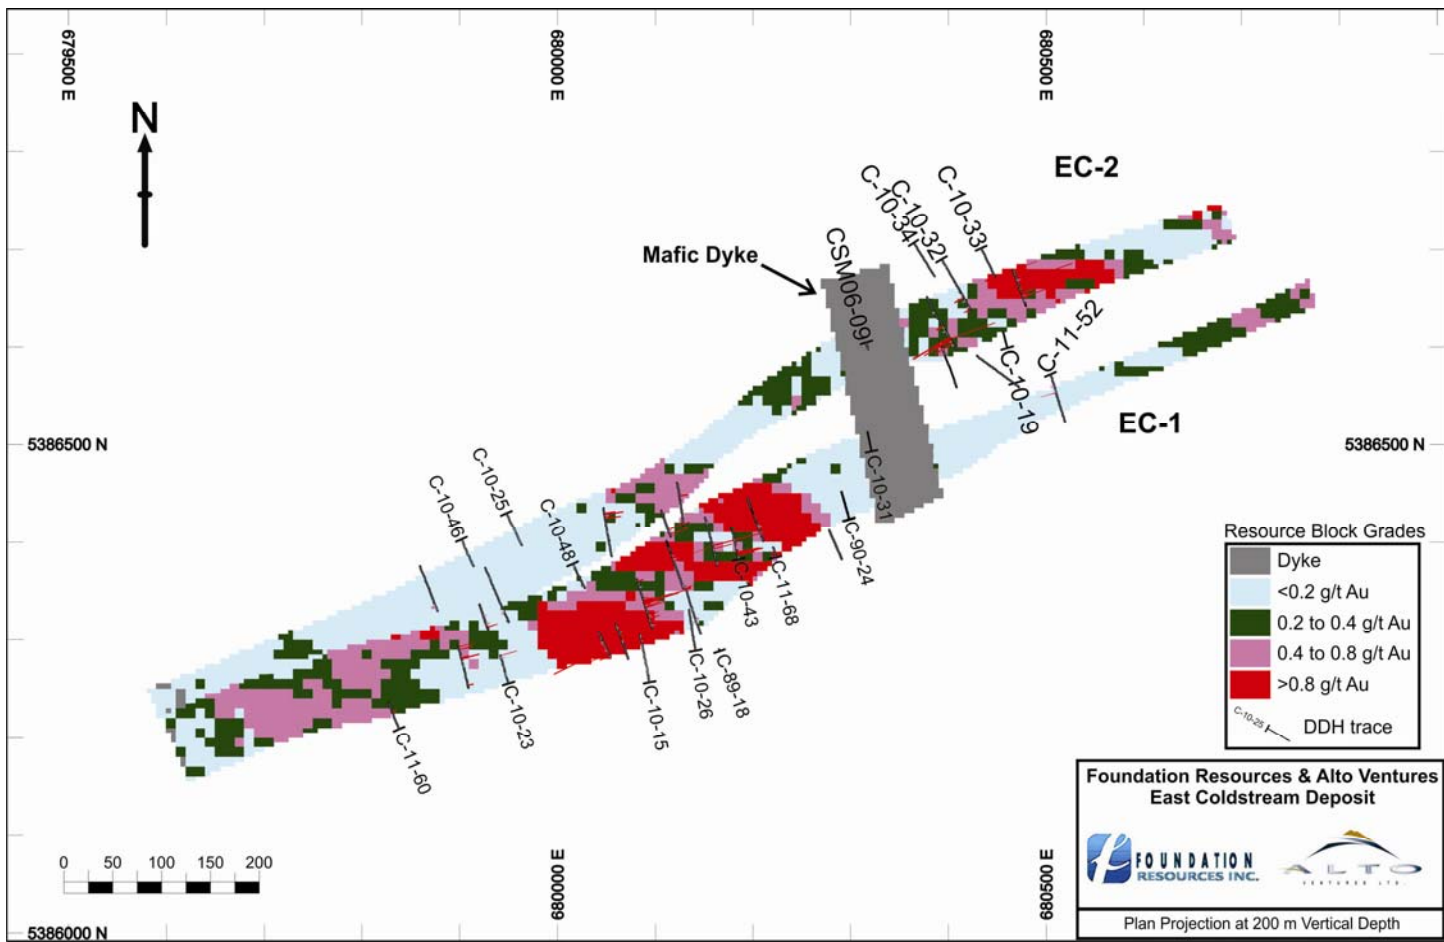 679500 E
680000 E
680500 E
N
EC-2
C-10-33
C-10-32
C-10-34
Mafic Dyke
CSM06-09
C-11-52
C-10-19
EC-1
5386500 N
5386500 N
C-10-25
C-10-46
C-10-48
C-10-31
C-90-24
C-11-68
C-10-43
C-89-18
C-10-26
C-10-15
C-10-23
C-11-60
Resource Block Grades
Dyke
<0.2 g/t Au
0.2 to 0.4 g/t Au
0.4 to 0.8 g/t Au
>0.8 g/t Au
C-10-25 DDH trace
Foundation Resources & Alto Ventures
East Coldstream Deposit
FOUNDATION
RESOURCES INC.
ALTO
VENTURES LTD.
Plan Projection at 200 m Vertical Depth
0 50 100 150 200
680000 E
680500 E
5386000 N